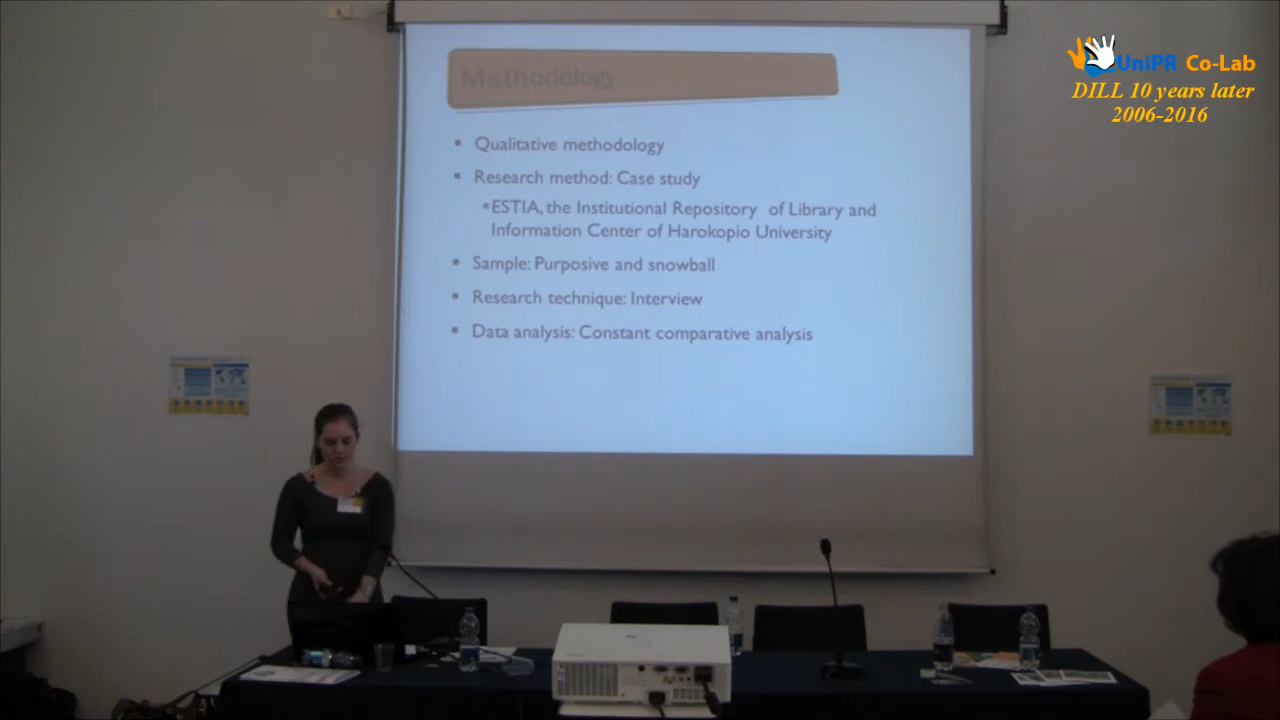 Methodology
Qualitative methodology
Research method: Case study
ESTIA, the Institutional Repository of Library and
Information Center of Harokopio University
Sample: Purposive and snowball
Research technique: Interview
Data analysis: Constant comparative analysis
UniPR Co-Lab
DILL 10 years later
2006-2016